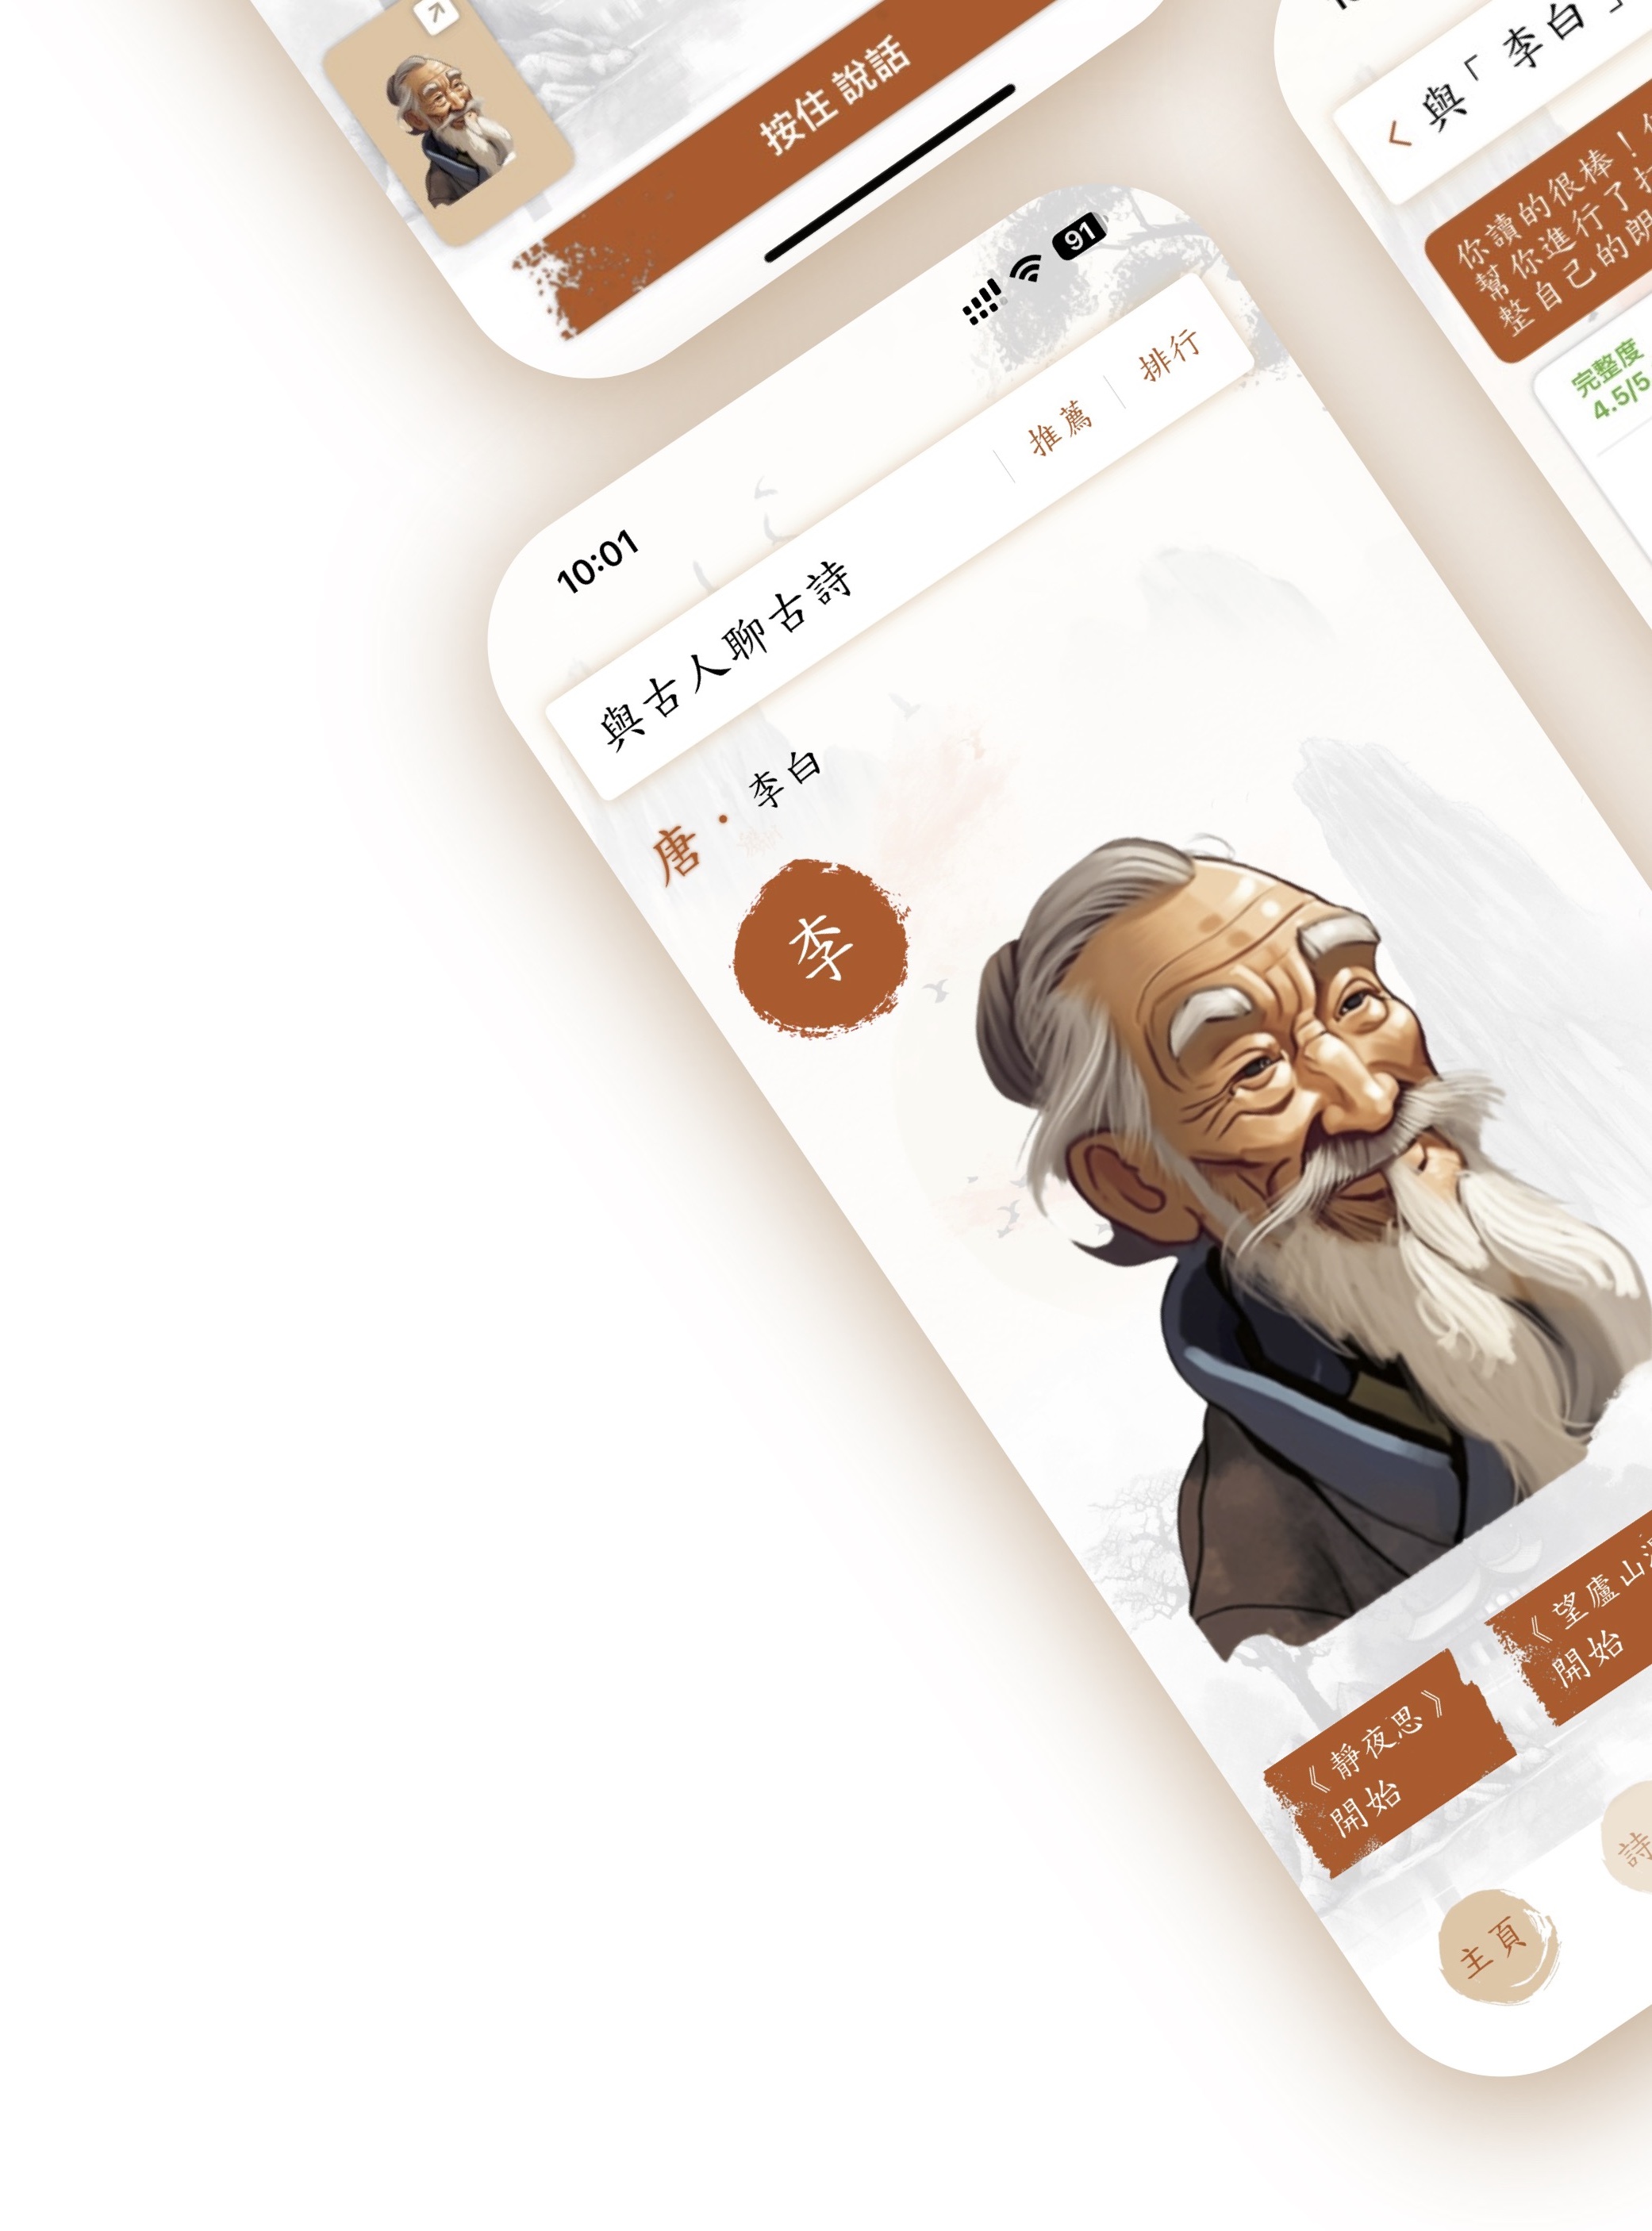 按住 說話
91
10:01
與古人聊古詩
推薦
排行
唐・李白
李
《靜夜思》
開始
《望廬山
開始
主頁
詩
與「李白」
你讀的很棒！
幫你進行了
整自己的朗
完整度
4.5/5